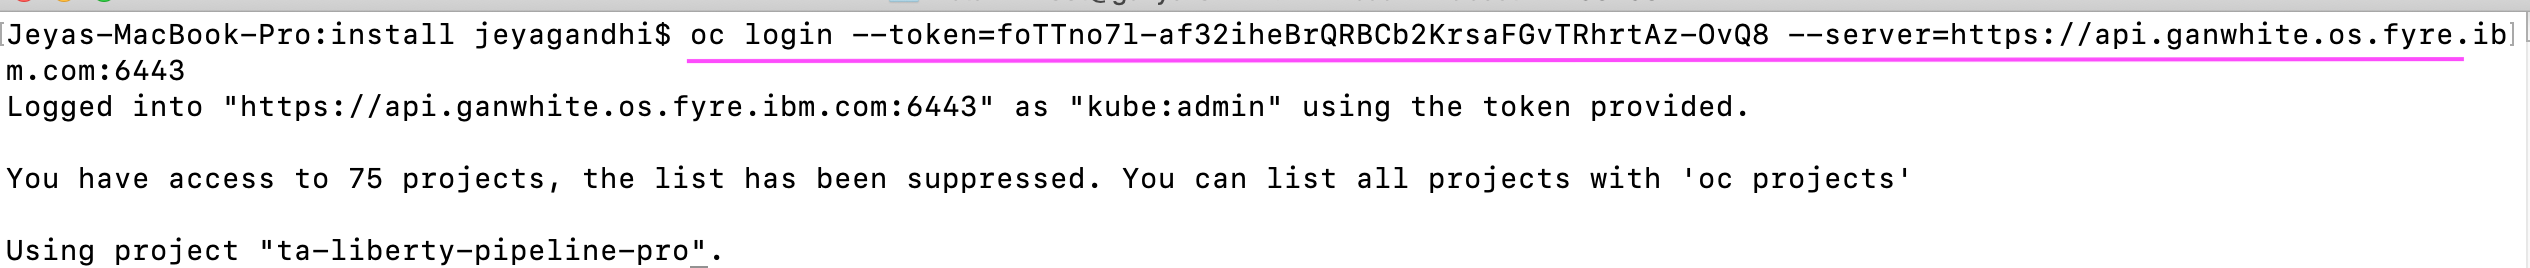 Jeyas-MacBook-Pro:install jeyagandhi$ oc login --token=foTTno7l-af32iheBrQRBCb2KrsaFGvTRhrtAz-OvQ8 --server=https://api.ganwhite.os.fyre.ib
m.com:6443
Logged into "https://api.ganwhite.os.fyre.ibm.com:6443" as "kube:admin" using the token provided.
You have access to 75 projects, the list has been suppressed. You can list all projects with 'oc projects'
Using project "ta-liberty-pipeline-pro".